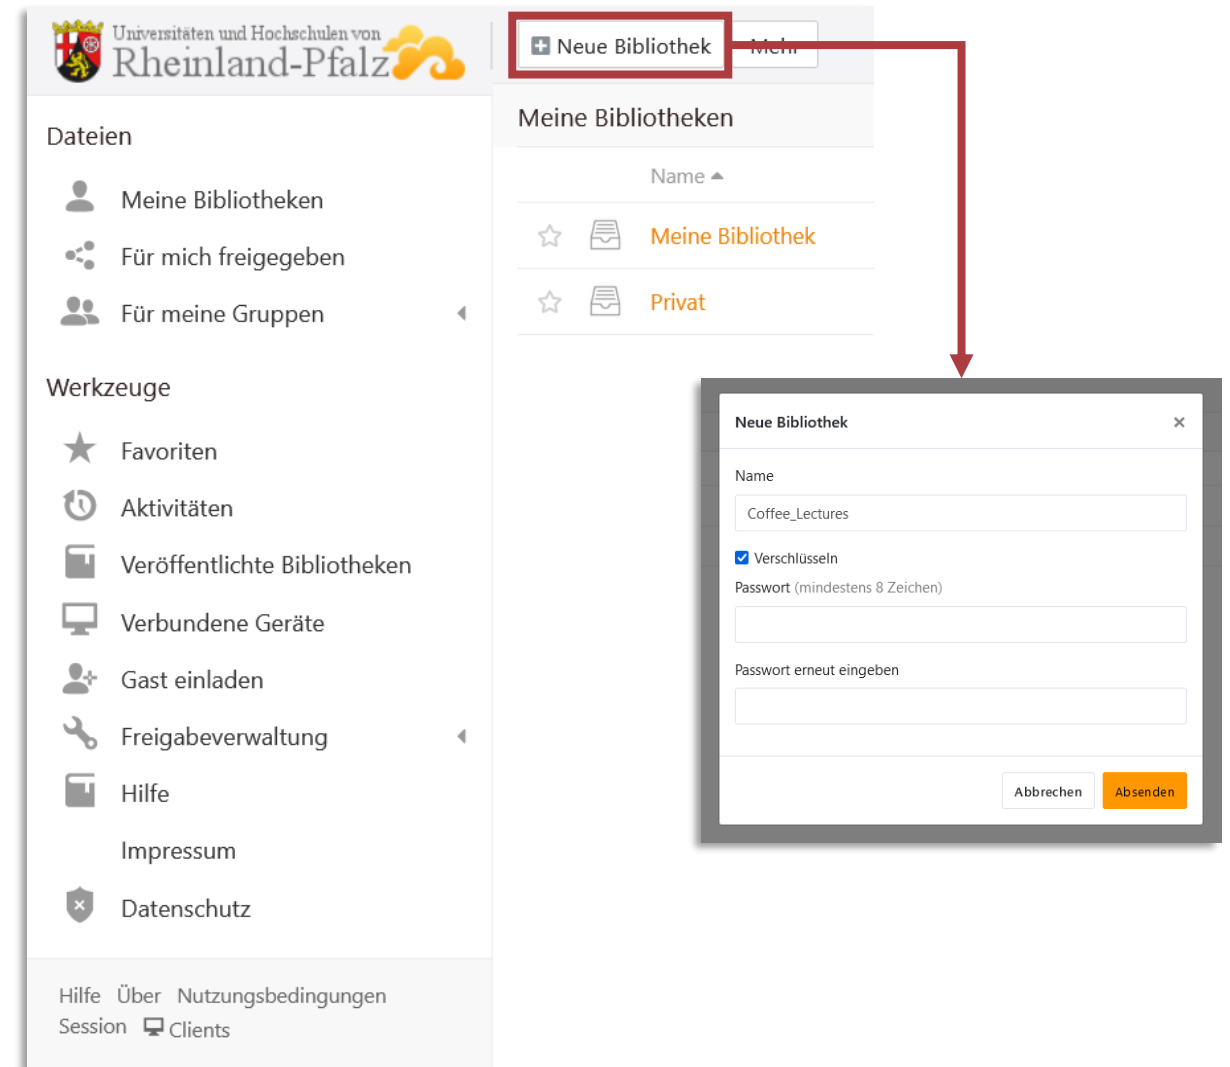 Universitäten und Hochschulen von
Rheinland-Pfalz
Neue Bibliothek
Mehr
Dateien
Meine Bibliotheken
Für mich freigegeben
Für meine Gruppen
Werkzeuge
Favoriten
Aktivitäten
Veröffentlichte Bibliotheken
Verbundene Geräte
Gast einladen
Freigabeverwaltung
Hilfe
Impressum
Datenschutz
Hilfe Über Nutzungsbedingungen
Session Clients
Meine Bibliotheken
Name
Meine Bibliothek
Privat
Neue Bibliothek
Name
Coffee_Lectures
Verschlüsseln
Passwort (mindestens 8 Zeichen)
Passwort erneut eingeben
Abbrechen Absenden